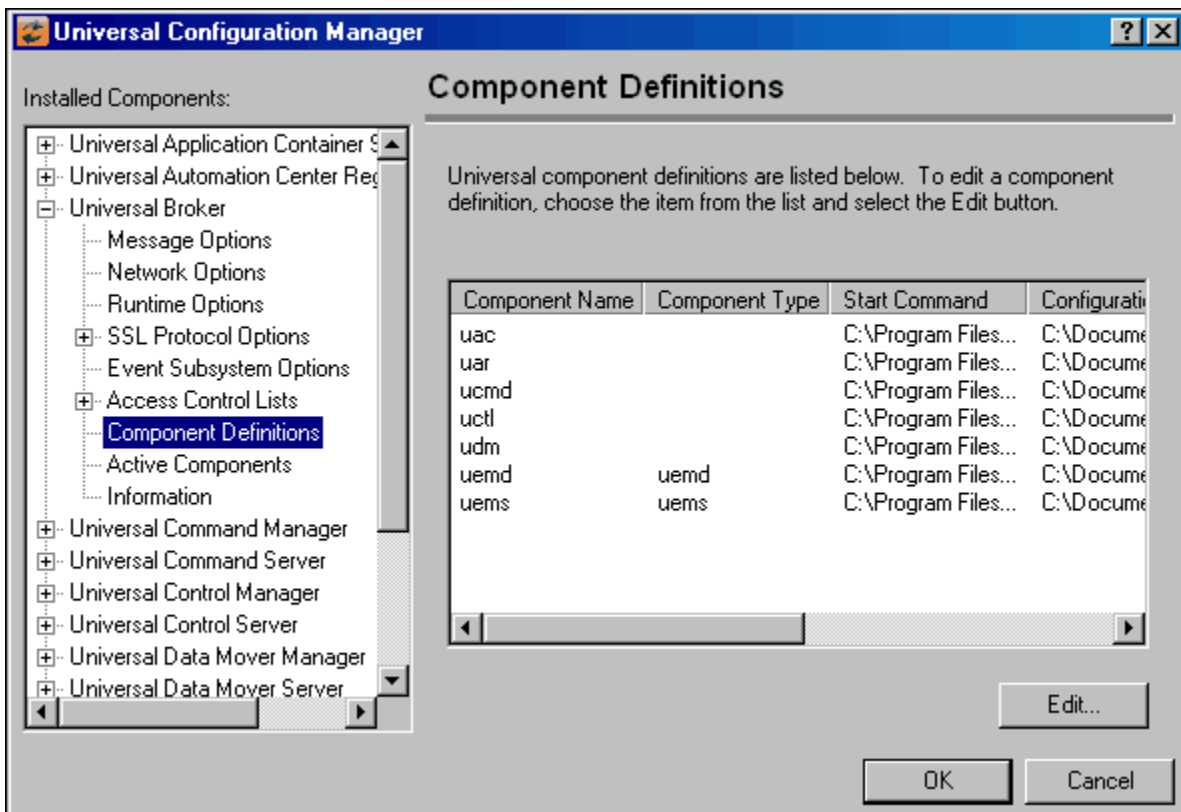 Universal Configuration Manager
Installed Components:
Universal Application Container
Universal Automation Center
Universal Broker
Message Options
Network Options
Runtime Options
SSL Protocol Options
Event Subsystem Options
Access Control Lists
Component Definitions
Active Components
Information
Universal Command Manager
Universal Command Server
Universal Control Manager
Universal Control Server
Universal Data Mover Manager
Universal Data Mover Server
Component Definitions
Universal component definitions are listed below. To edit a component
definition, choose the item from the list and select the Edit button.
Component Name Component Type Start Command
uac C:\Program Files... C:\Docume
uar C:\Program Files... C:\Docume
ucmd C:\Program Files... C:\Docume
uctl C:\Program Files... C:\Docume
udm C:\Program Files... C:\Docume
uemd uemd C:\Program Files... C:\Docume
uems uems C:\Program Files... C:\Docume
Edit...
OK Cancel